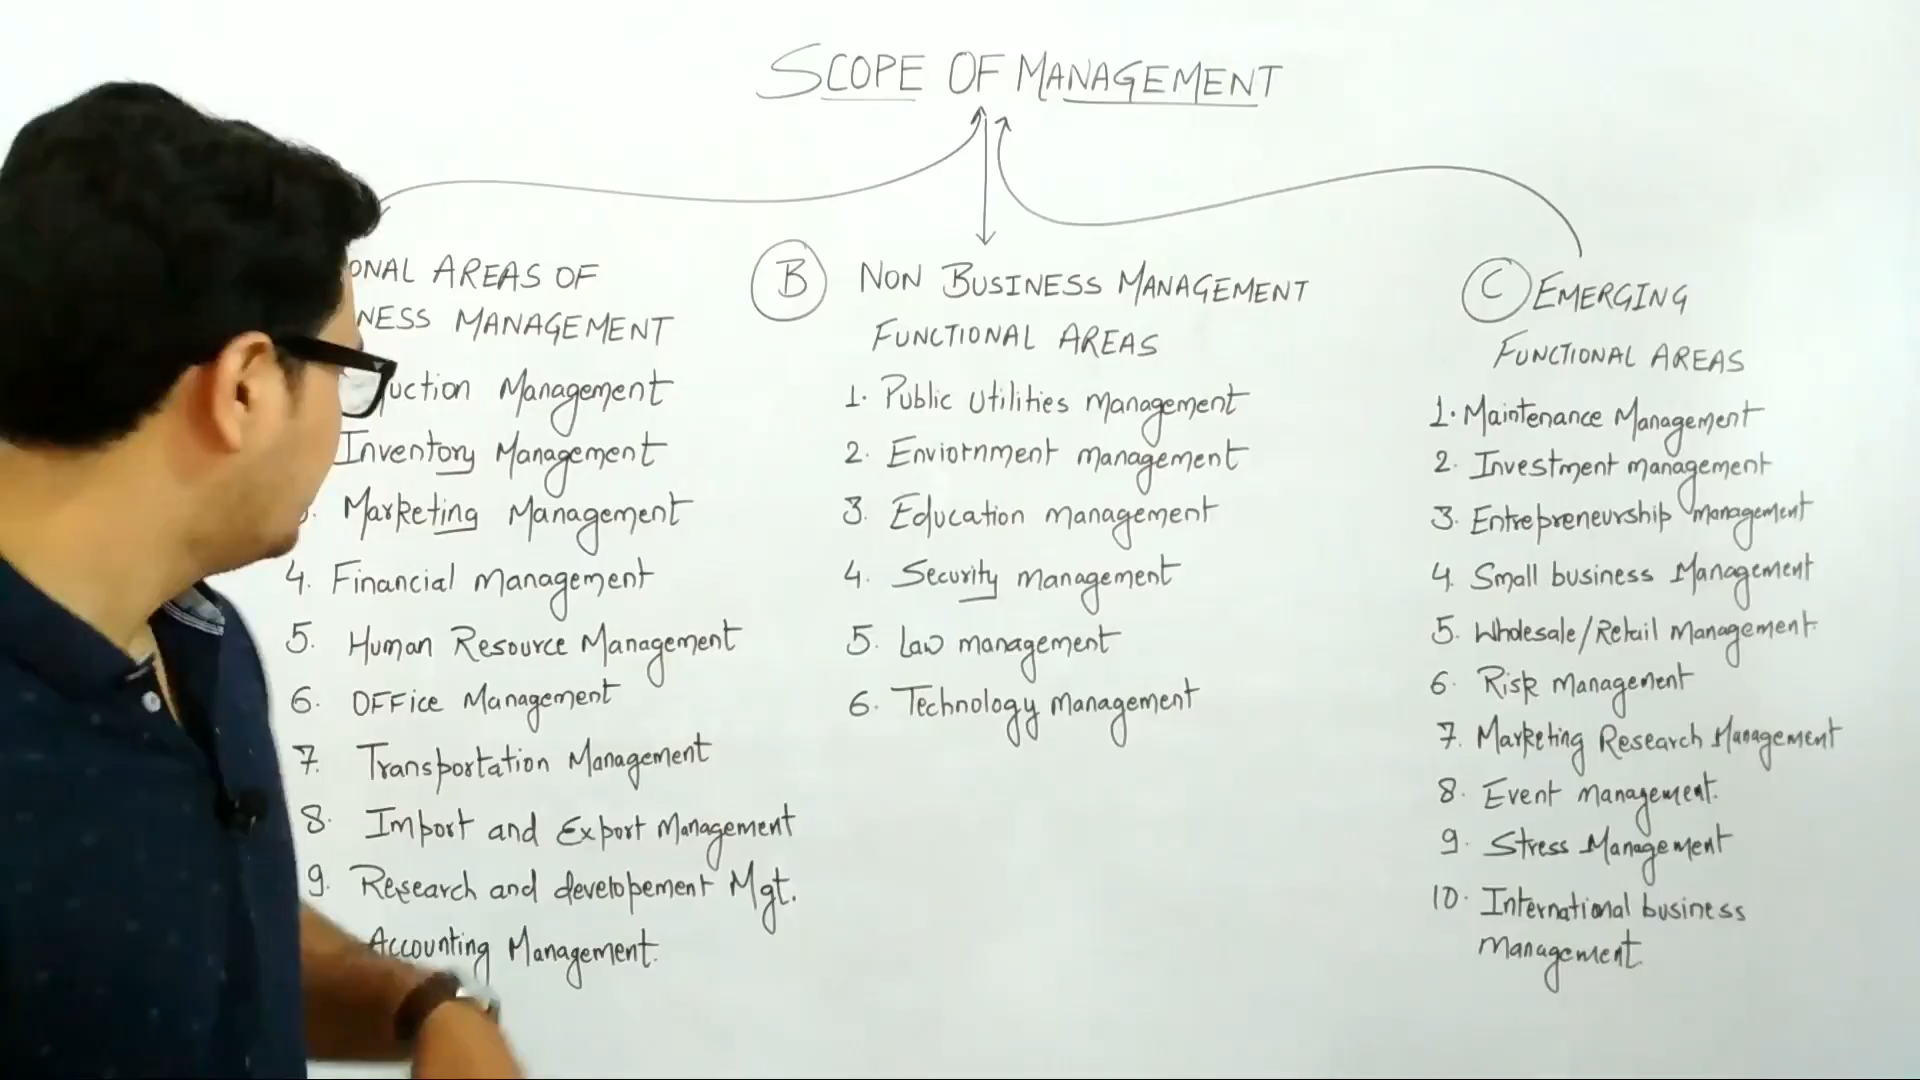 SCOPE OF MANAGEMENT
AREAS OF
MANAGEMENT
Management
Inventory Management
Marketing Management
4. Financial Management
5. Human Resource Management
6. OFFice Management
7. Transportation Management
8. Import and Export Management
9. Research and developement Mgt.
Accounting Management.
B NON BUSINESS MANAGEMENT
FUNCTIONAL AREAS
1. Public Utilities management
2. Enviornment management
3. Education management
4. Security management
5. Law management
6. Technology management
C EMERGING
FUNCTIONAL AREAS
1. Maintenance Management
2. Investment management
3. Entrepreneurship management
4. Small business Management
5. Wholesale/Retail Management
6. Risk Management
7. Marketing Research Management
8. Event Management.
9. Stress Management
10. International business
Management.